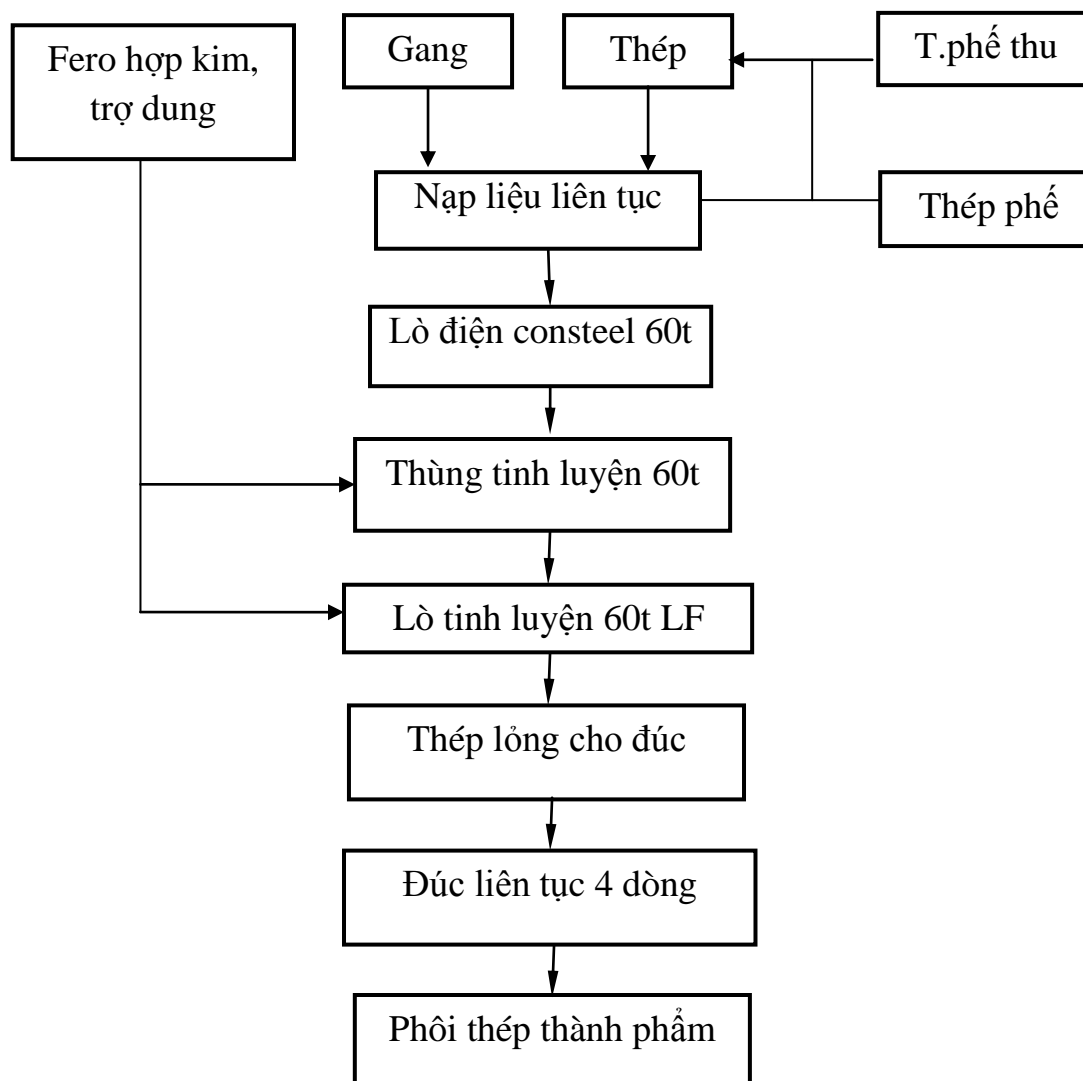 Fero hợp kim,
trợ dung
Gang
Thép
T.phế thu
Nạp liệu liên tục
Thép phế
Lò điện consteel 60t
Thùng tinh luyện 60t
Lò tinh luyện 60t LF
Thép lỏng cho đúc
Đúc liên tục 4 dòng
Phôi thép thành phẩm